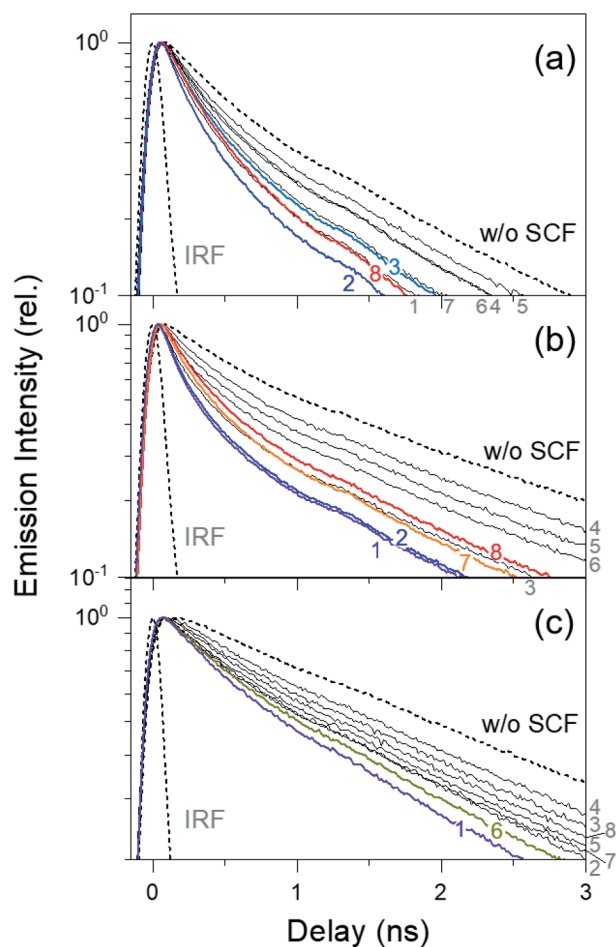 Emission Intensity (rel.)
10⁰
(a)
w/o SCF
IRF
3
8
2
1 7 6 4 5
10⁻¹
10⁰
(b)
w/o SCF
IRF
4
5
6
2
8
1
7
3
10⁻¹
10⁰
(c)
w/o SCF
IRF
4
3
8
5
7
2
1
6
0 1 2 3
Delay (ns)